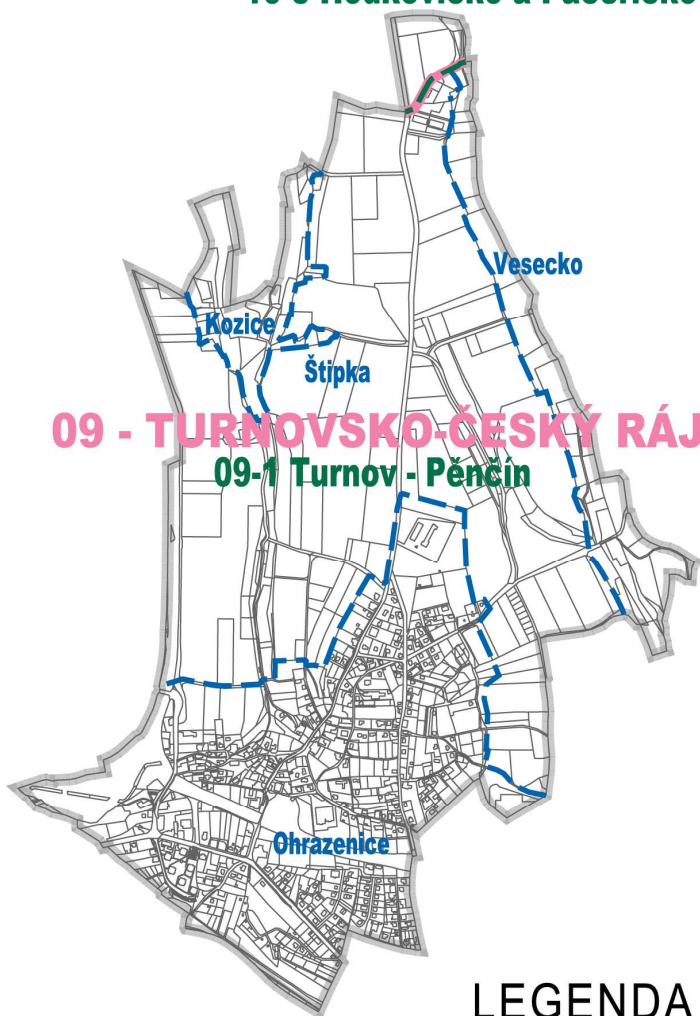 Vesecko
Kozice
Štipka
09 - TURNOVSKO-ČESKÝ RÁJ
09-1 Turnov - Pěnčín
Ohrazenice
LEGENDA